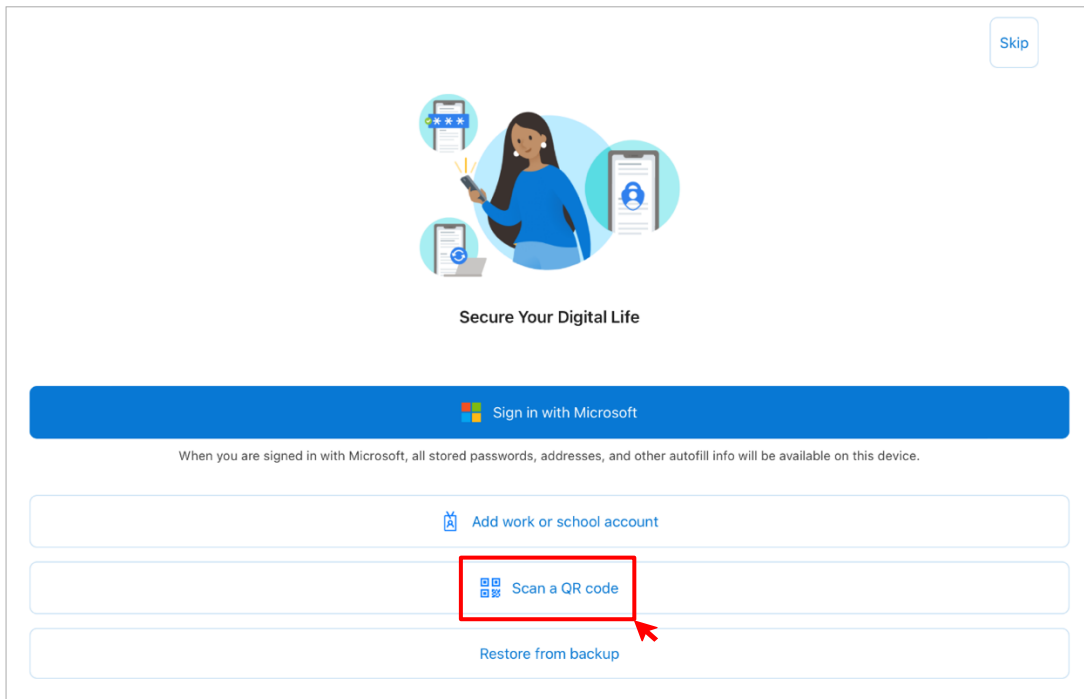 Skip
***
Secure Your Digital Life
Sign in with Microsoft
When you are signed in with Microsoft, all stored passwords, addresses, and other autofill info will be available on this device.
Add work or school account
Scan a QR code
Restore from backup